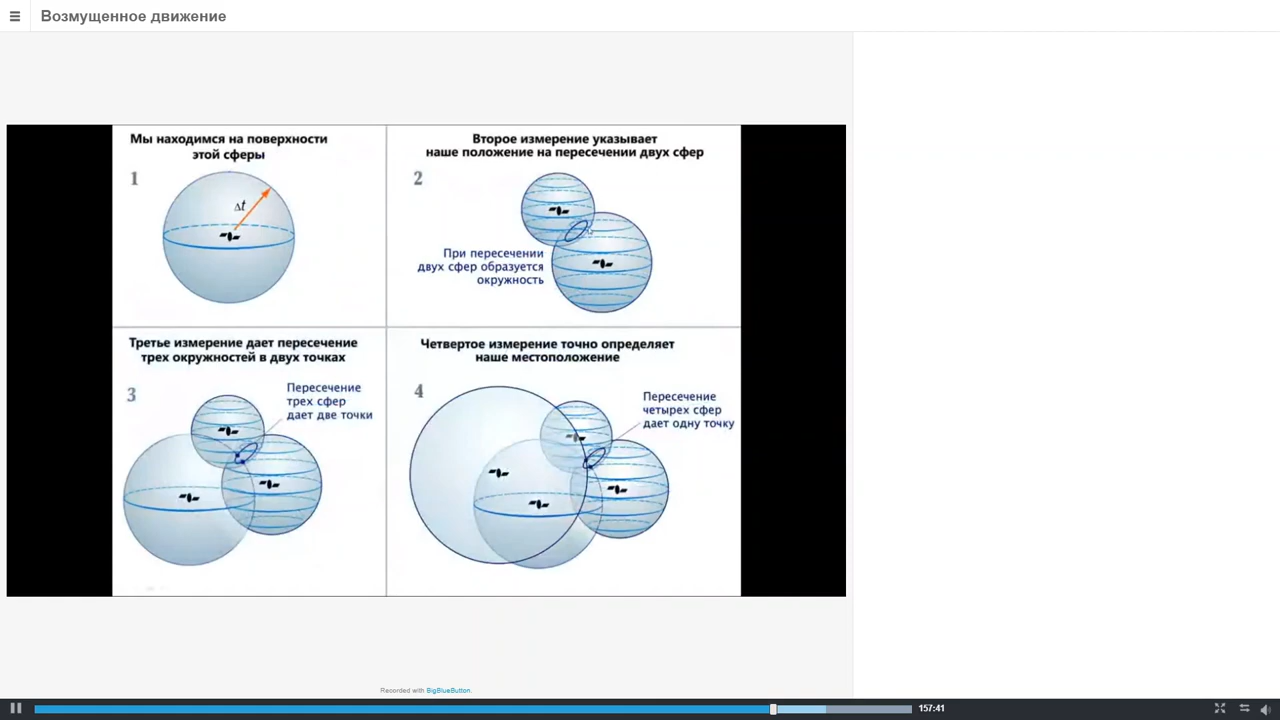 Возмущенное движение
Мы находимся на поверхности
этой сферы
1
Δt
Второе измерение указывает
наше положение на пересечении двух сфер
2
При пересечении
двух сфер образуется
окружность
Третье измерение дает пересечение
трех окружностей в двух точках
3
Пересечение
трех сфер
дает две точки
Четвертое измерение точно определяет
наше местоположение
4
Пересечение
четырех сфер
дает одну точку
Recorded with BigBlueButton.
157:41